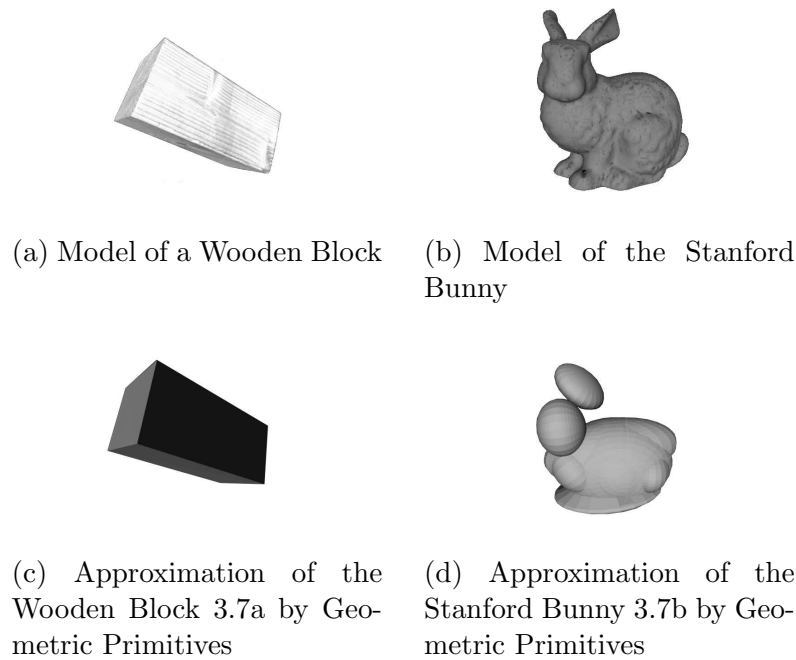 (a) Model of a Wooden Block
(b) Model of the Stanford
Bunny
(c) Approximation of the
Wooden Block 3.7a by Geo-
metric Primitives
(d) Approximation of the
Stanford Bunny 3.7b by Geo-
metric Primitives